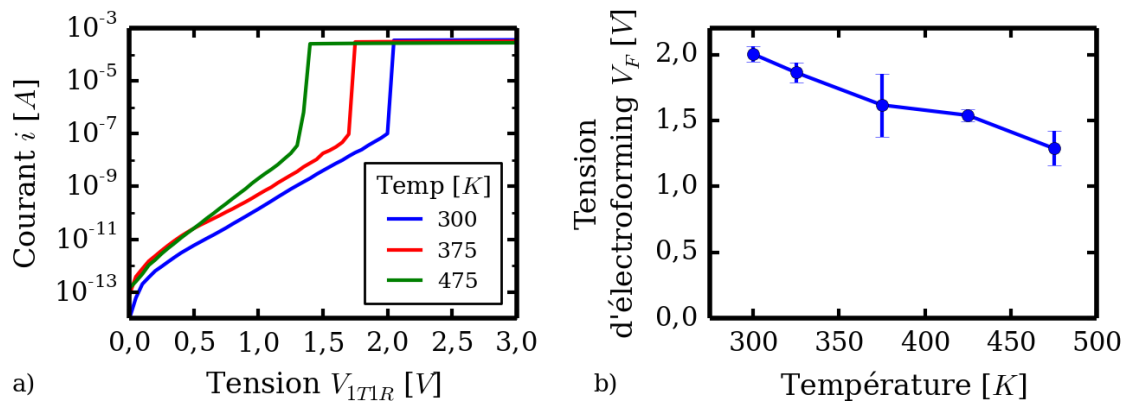 Courant i [A]
10⁻³
10⁻⁵
10⁻⁷
10⁻⁹
10⁻¹¹
10⁻¹³
Temp [K]
300
375
475
0,0 0,5 1,0 1,5 2,0 2,5 3,0
Tension V₁T₁R [V]
a)
Tension
d'électroforming V_F [V]
2,0
1,5
1,0
0,5
0,0
300 350 400 450 500
Température [K]
b)